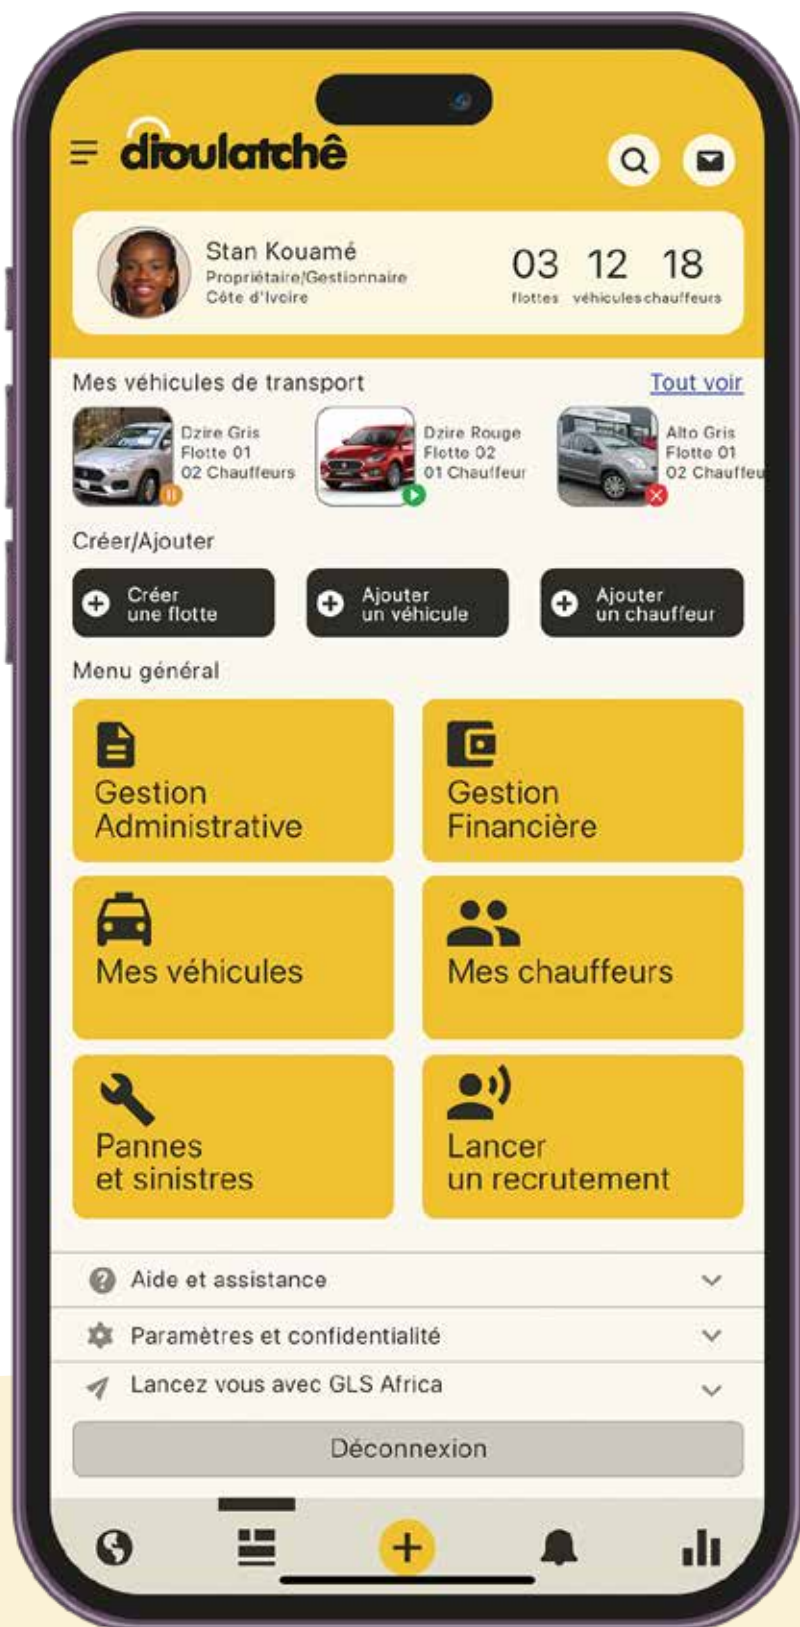 dioulatchê
Stan Kouamé
Propriétaire/Gestionnaire
Côte d'Ivoire
03 12 18
flottes véhicules chauffeurs
Mes véhicules de transport
Tout voir
Dzire Gris
Flotte 01
02 Chauffeurs
Dzire Rouge
Flotte 02
01 Chauffeur
Alto Gris
Flotte 01
02 Chauffeu
Créer/Ajouter
Créer
une flotte
Ajouter
un véhicule
Ajouter
un chauffeur
Menu général
Gestion
Administrative
Gestion
Financière
Mes véhicules
Mes chauffeurs
Pannes
et sinistres
Lancer
un recrutement
Aide et assistance
Paramètres et confidentialité
Lancez vous avec GLS Africa
Déconnexion